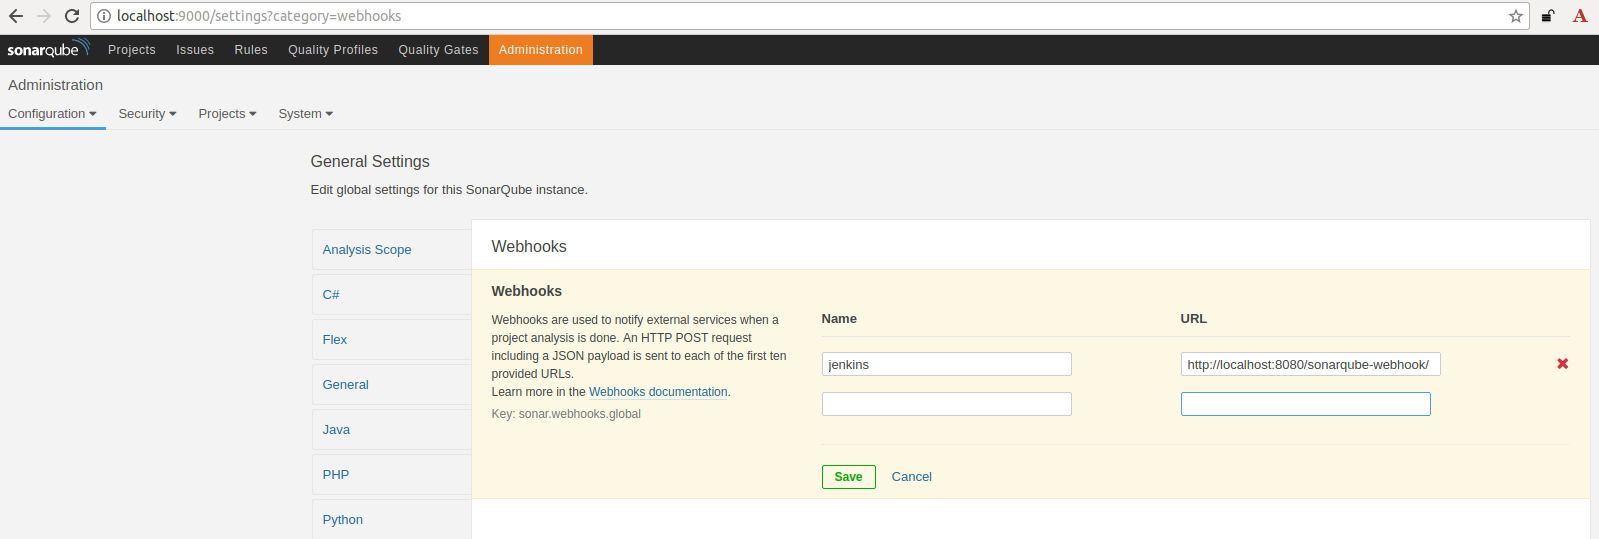 localhost:9000/settings?category=webhooks
A
sonarqube Projects Issues Rules Quality Profiles Quality Gates Administration
Administration
Configuration Security Projects System
General Settings
Edit global settings for this SonarQube instance.
Analysis Scope
C#
Flex
General
Java
PHP
Python
Webhooks
Webhooks
Webhooks are used to notify external services when a
project analysis is done. An HTTP POST request
including a JSON payload is sent to each of the first ten
provided URLs.
Learn more in the Webhooks documentation.
Key: sonar.webhooks.global
Name URL
jenkins http://localhost:8080/sonarqube-webhook/
Save Cancel